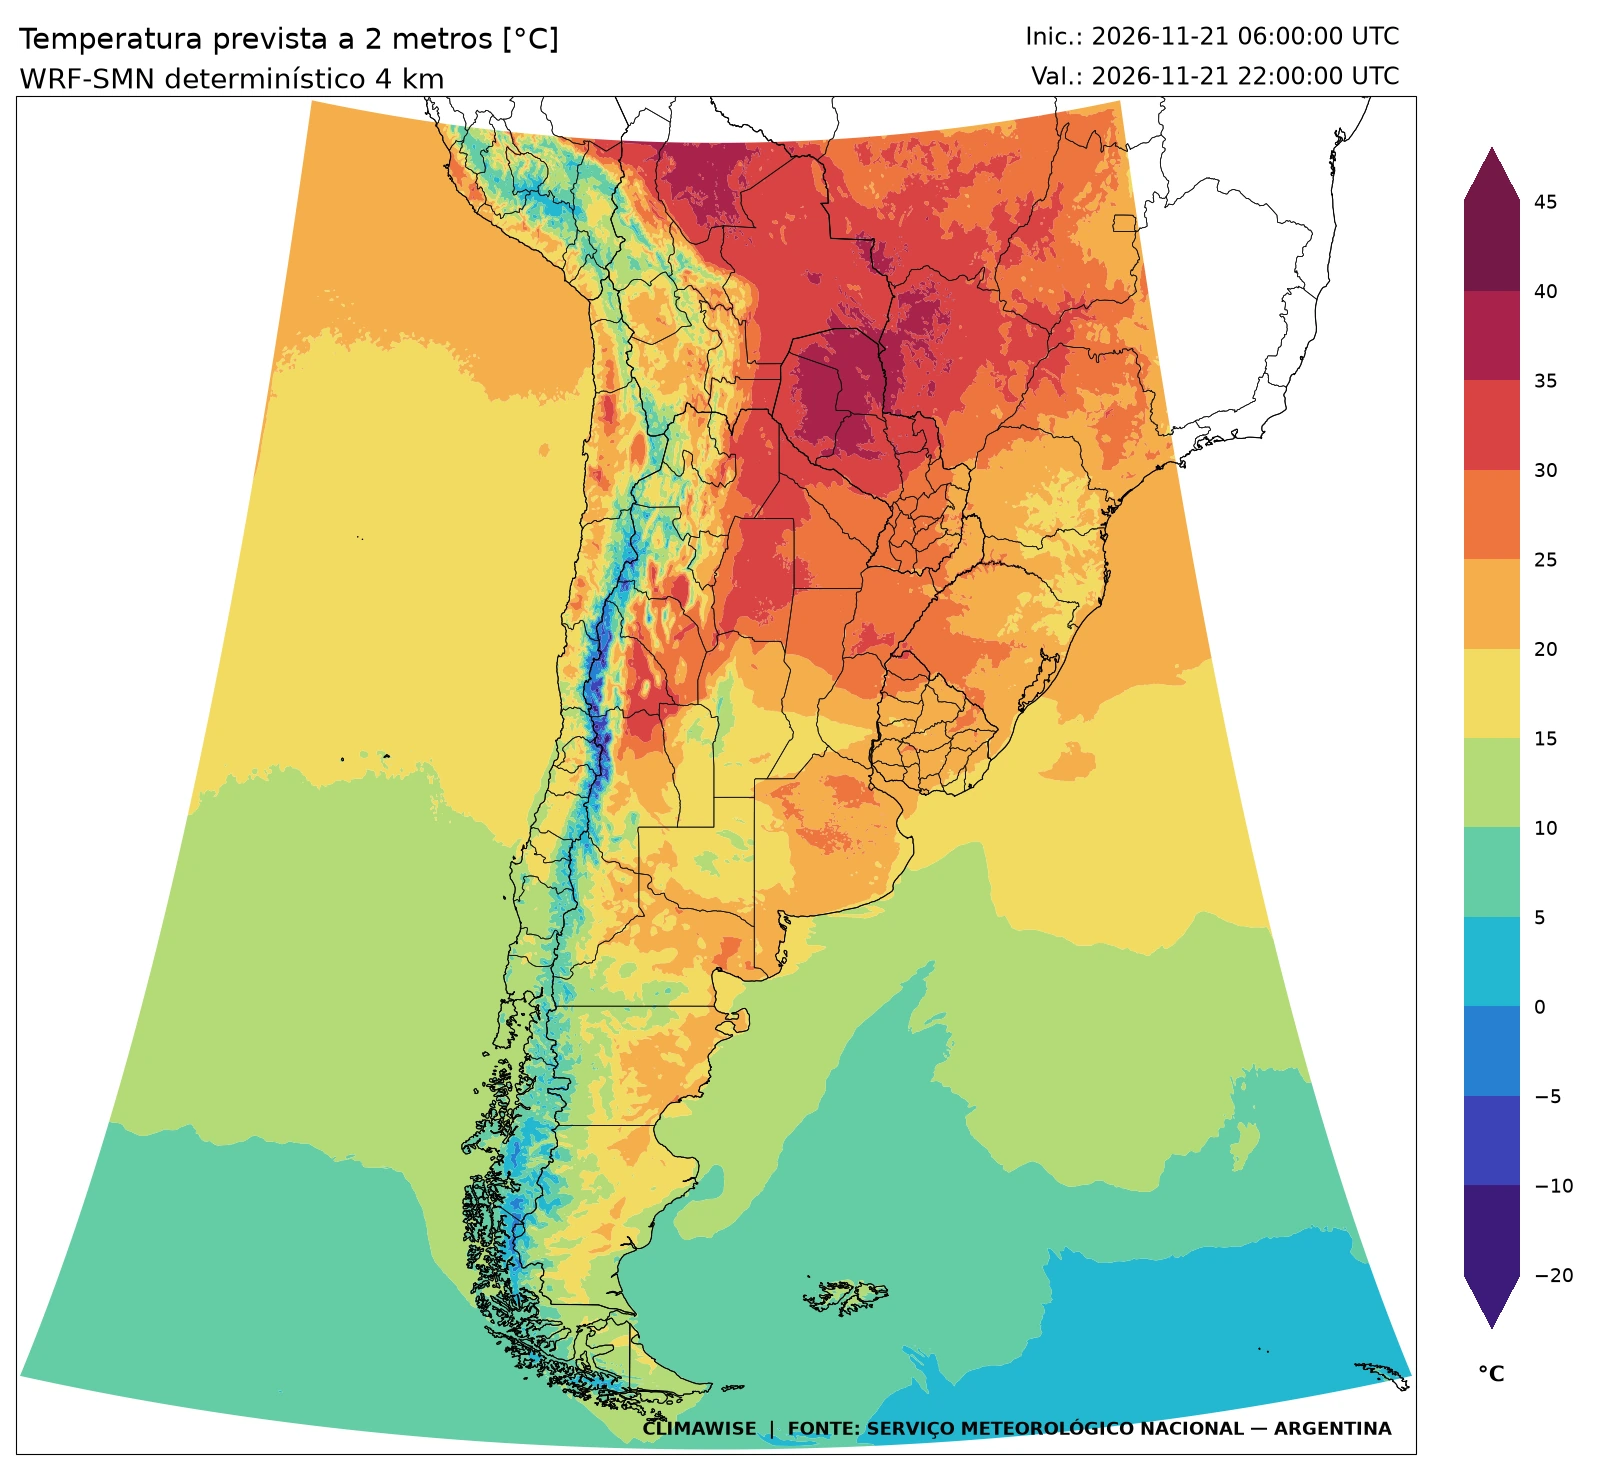 Temperatura prevista a 2 metros [°C]
WRF-SMN determinístico 4 km
Inic.: 2026-11-21 06:00:00 UTC
Val.: 2026-11-21 22:00:00 UTC
45
40
35
30
25
20
15
10
5
0
−5
−10
−20
°C
CLIMAWISE | FONTE: SERVIÇO METEOROLÓGICO NACIONAL — ARGENTINA